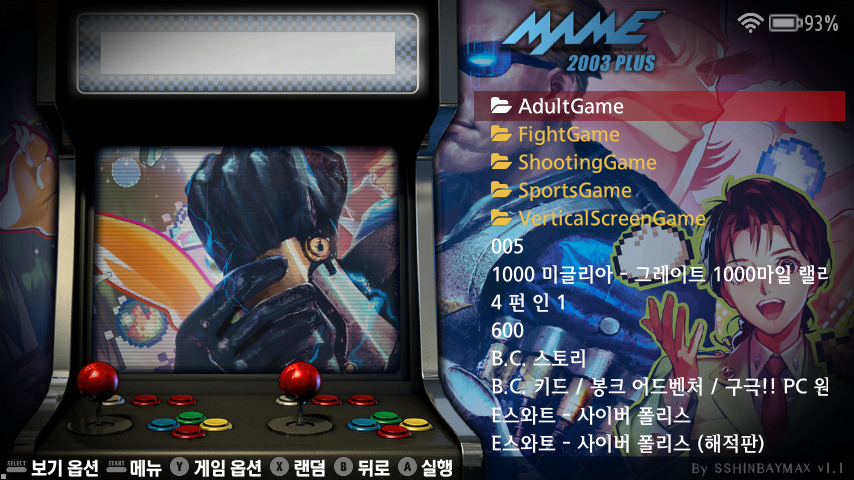 MAME
2003 PLUS
93%
AdultGame
FightGame
ShootingGame
SportsGame
VerticalScreenGame
005
1000 미글리아 - 그레이트 1000마일 랠리
4 펀 인 1
600
B.C. 스토리
B.C. 키드 / 봉크 어드벤쳐 / 구극!! PC 원
E스와트 - 사이버 폴리스
E스와트 - 사이버 폴리스 (해적판)
SELECT 보기 옵션 START 메뉴 Y 게임 옵션 X 랜덤 B 뒤로 A 실행
By SSHINBAYMAX v1.1